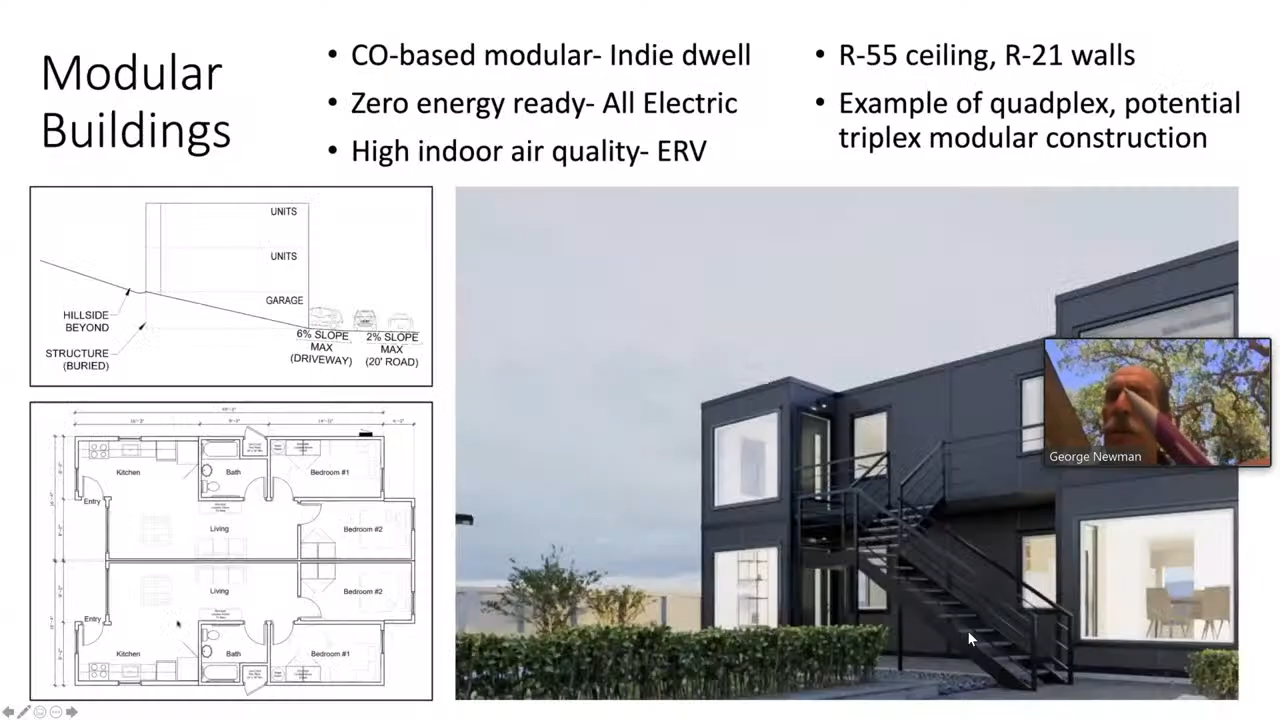 Modular
Buildings
• CO-based modular- Indie dwell
• Zero energy ready- All Electric
• High indoor air quality- ERV
• R-55 ceiling, R-21 walls
• Example of quadplex, potential
triplex modular construction
UNITS
UNITS
GARAGE
HILLSIDE
BEYOND
STRUCTURE
(BURIED)
6% SLOPE
MAX
(DRIVEWAY)
2% SLOPE
MAX
(20' ROAD)
Kitchen
Bath
Bedroom #1
Entry
Living
Bedroom #2
Living
Bedroom #2
Entry
Kitchen
Bath
Bedroom #1
George Newman